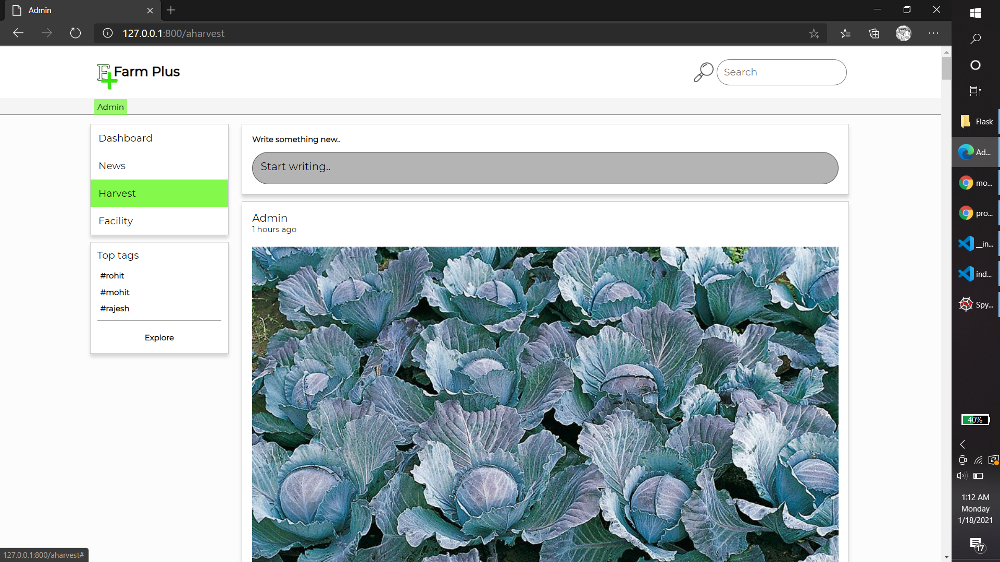 Admin
127.0.0.1:800/aharvest
Farm Plus
Search
Admin
Dashboard
News
Harvest
Facility
Top tags
#rohit
#mohit
#rajesh
Explore
Write something new..
Start writing..
Admin
1 hours ago
127.0.0.1:800/aharvest#
Flask
Ad...
mo...
pro...
__in...
ind...
Spy...
40%
1:12 AM
Monday
1/18/2021
17